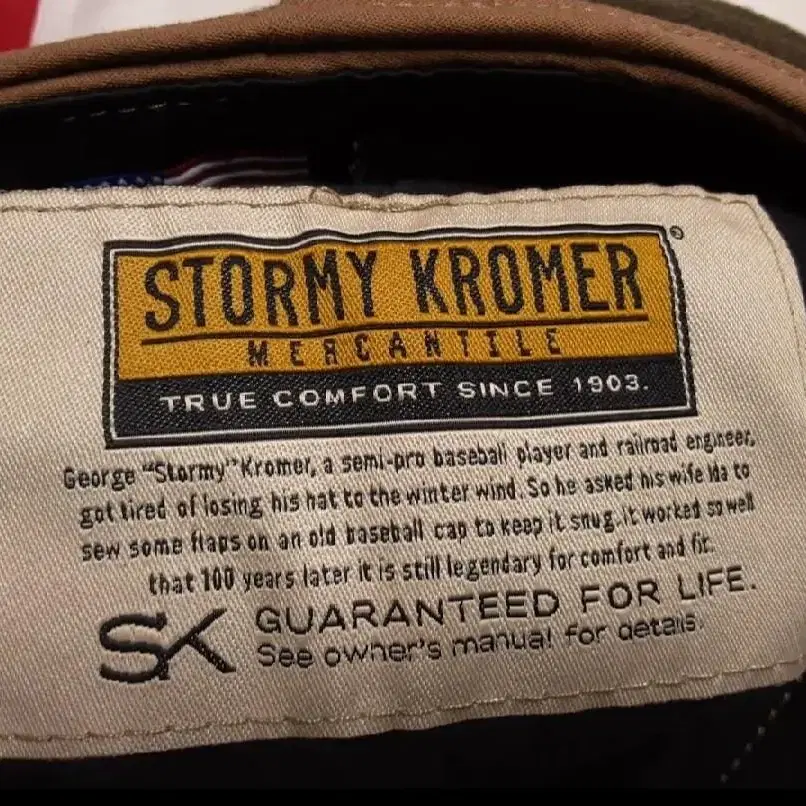 STORMY KROMER ®
MERCANTILE
TRUE COMFORT SINCE 1903.
George "Stormy" Kromer, a semi-pro baseball player and railroad engineer,
got tired of losing his hat to the winter wind. So he asked his wife Ida to
sew some flaps on an old baseball cap to keep it snug. it worked so well
that 100 years later it is still legendary for comfort and fit.
SK GUARANTEED FOR LIFE.
See owner's manual for details.